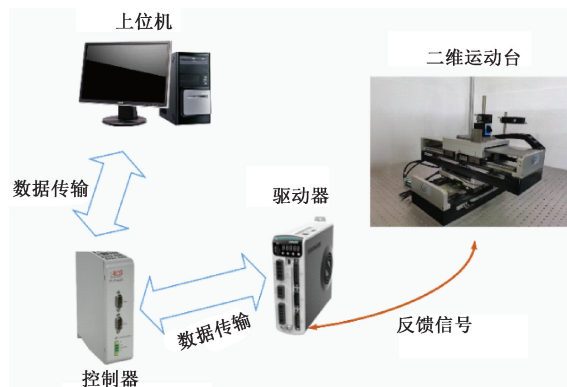 上位机
二维运动台
数据传输
驱动器
数据传输
反馈信号
控制器